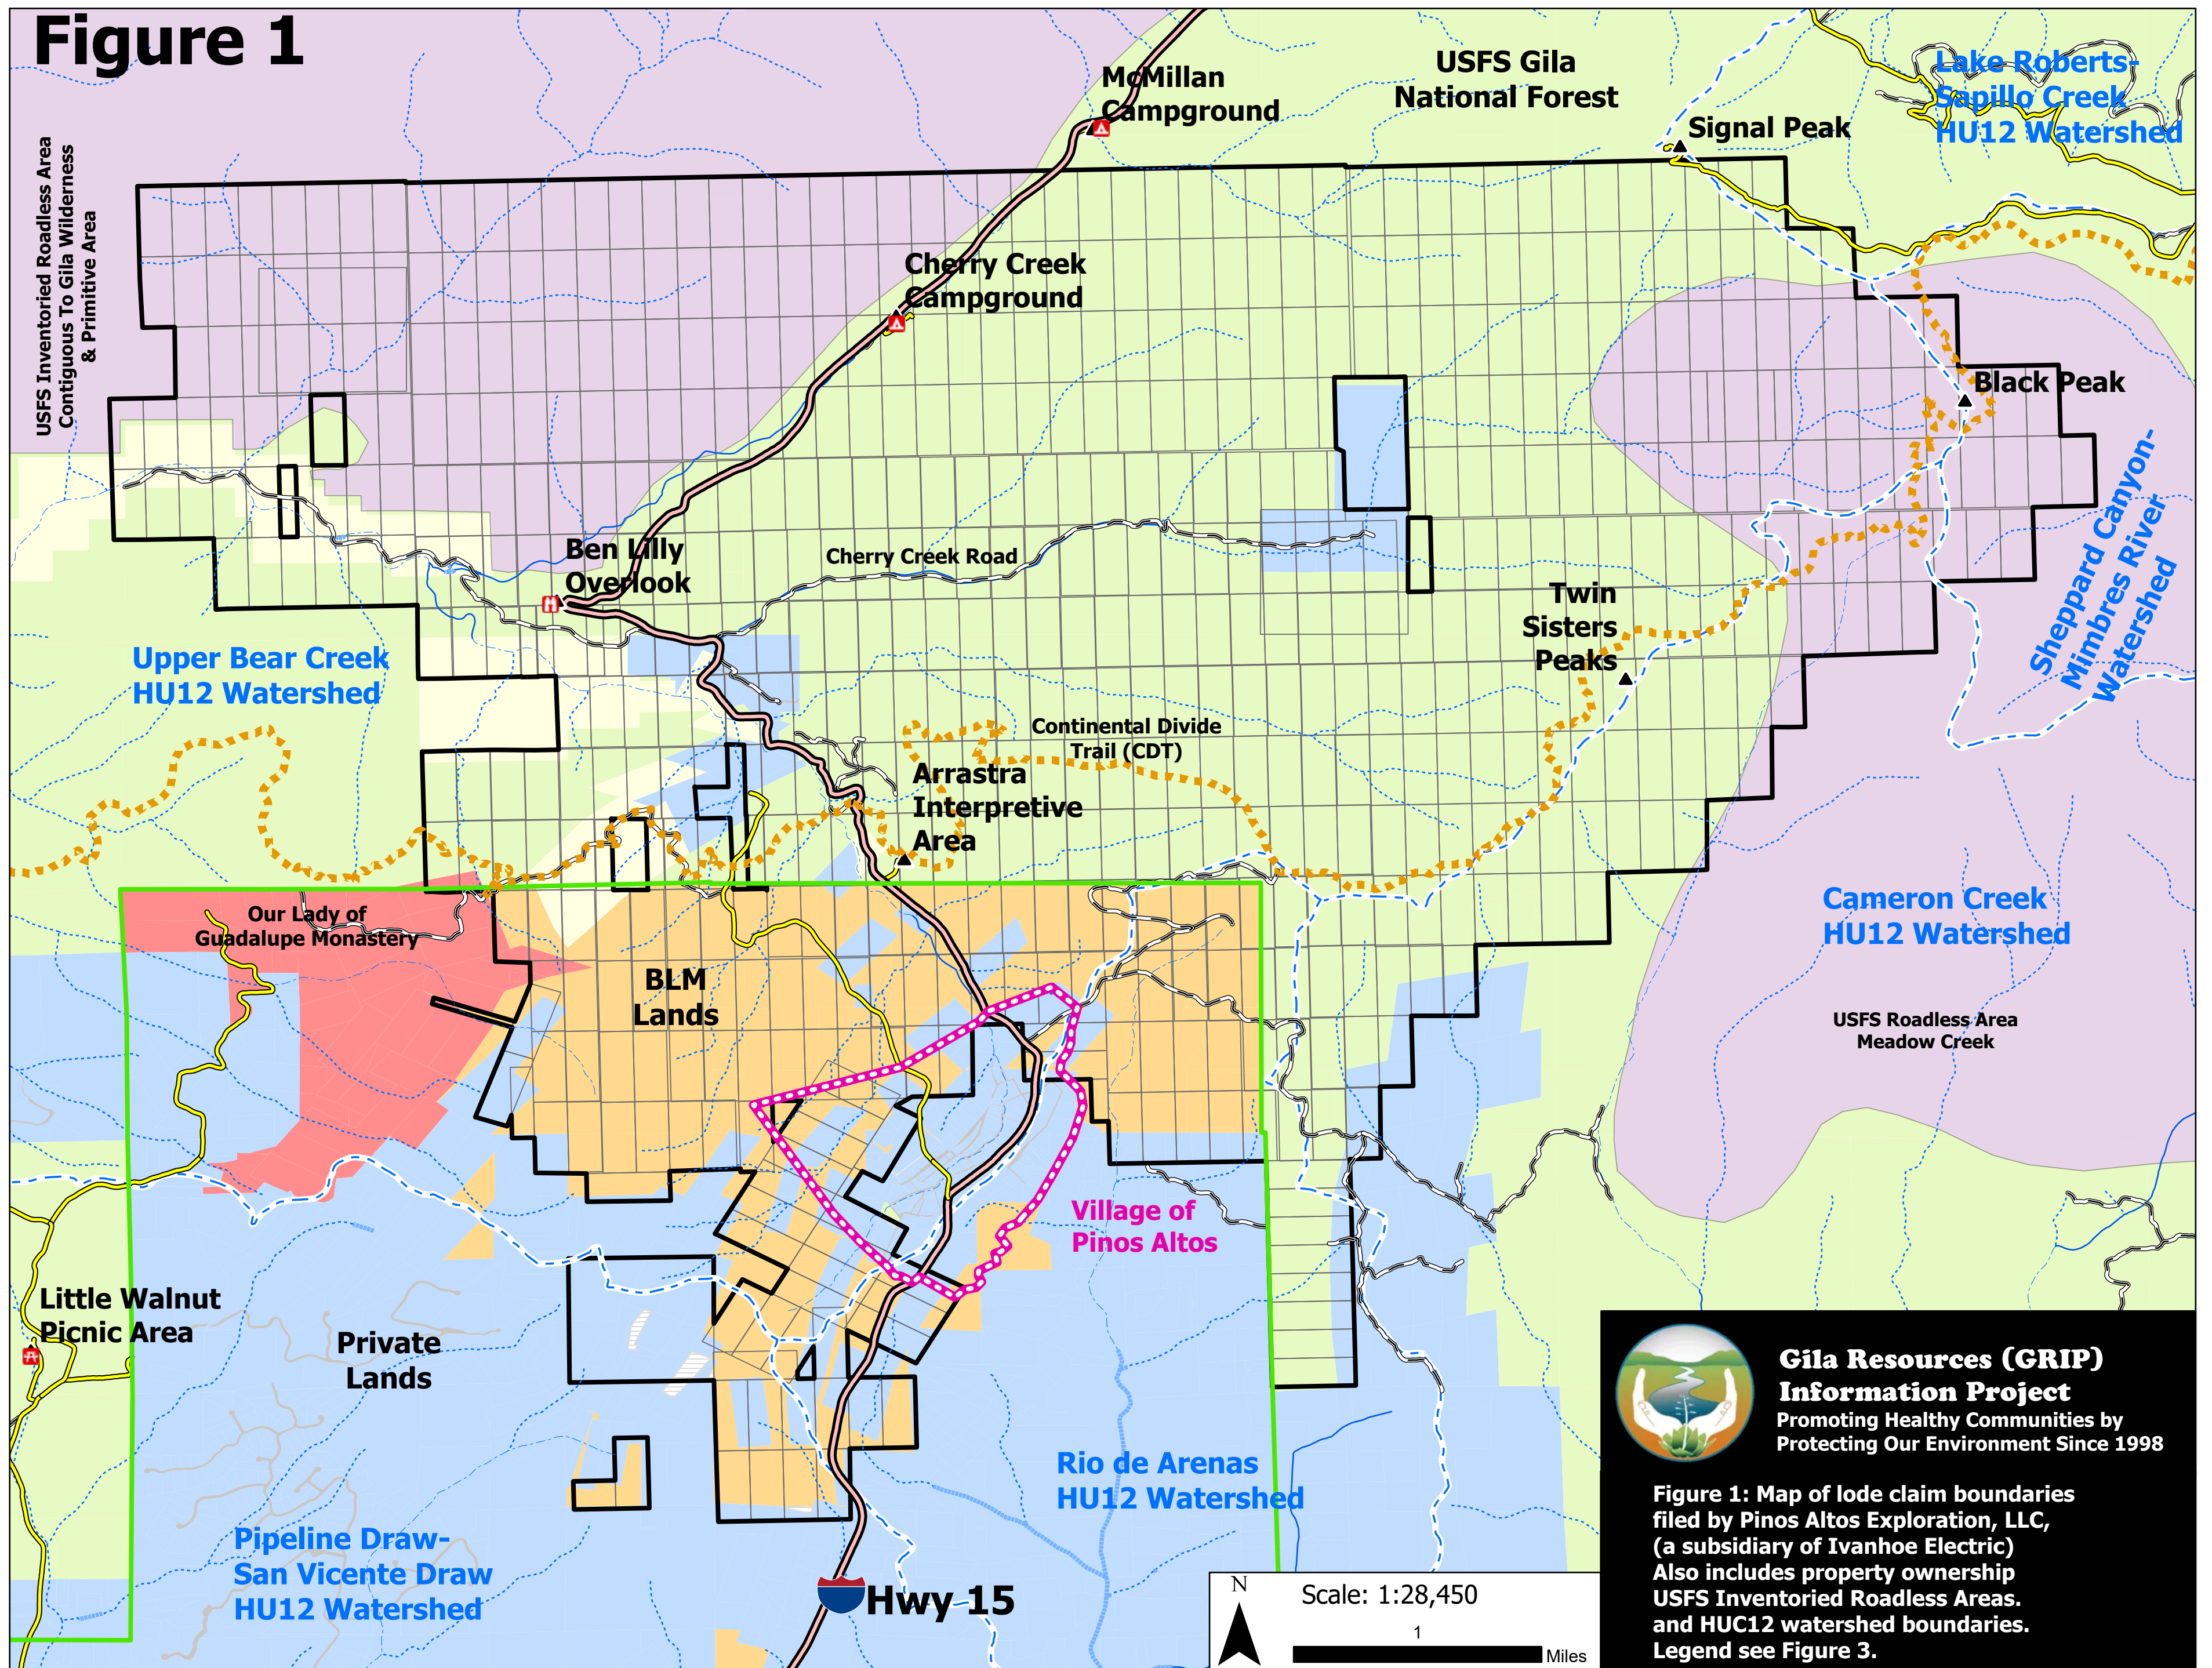 Figure 1
McMillan
Campground
USFS Gila
National Forest
Lake Roberts-
Sapillo Creek
HU12 Watershed
Signal Peak
USFS Inventoried Roadless Area
Contiguous To Gila Wilderness
& Primitive Area
Cherry Creek
Campground
Black Peak
Ben Lilly
Overlook
Cherry Creek Road
Twin
Sisters
Peaks
Sheppard Canyon-
Mimbres River
Watershed
Upper Bear Creek
HU12 Watershed
Continental Divide
Trail (CDT)
Arrastra
Interpretive
Area
Our Lady of
Guadalupe Monastery
Cameron Creek
HU12 Watershed
BLM
Lands
USFS Roadless Area
Meadow Creek
Village of
Pinos Altos
Little Walnut
Picnic Area
Private
Lands
Rio de Arenas
HU12 Watershed
Pipeline Draw-
San Vicente Draw
HU12 Watershed
Hwy 15
N
Scale: 1:28,450
1
Miles
Gila Resources (GRIP)
Information Project
Promoting Healthy Communities by
Protecting Our Environment Since 1998
Figure 1: Map of lode claim boundaries
filed by Pinos Altos Exploration, LLC,
(a subsidiary of Ivanhoe Electric)
Also includes property ownership
USFS Inventoried Roadless Areas.
and HUC12 watershed boundaries.
Legend see Figure 3.